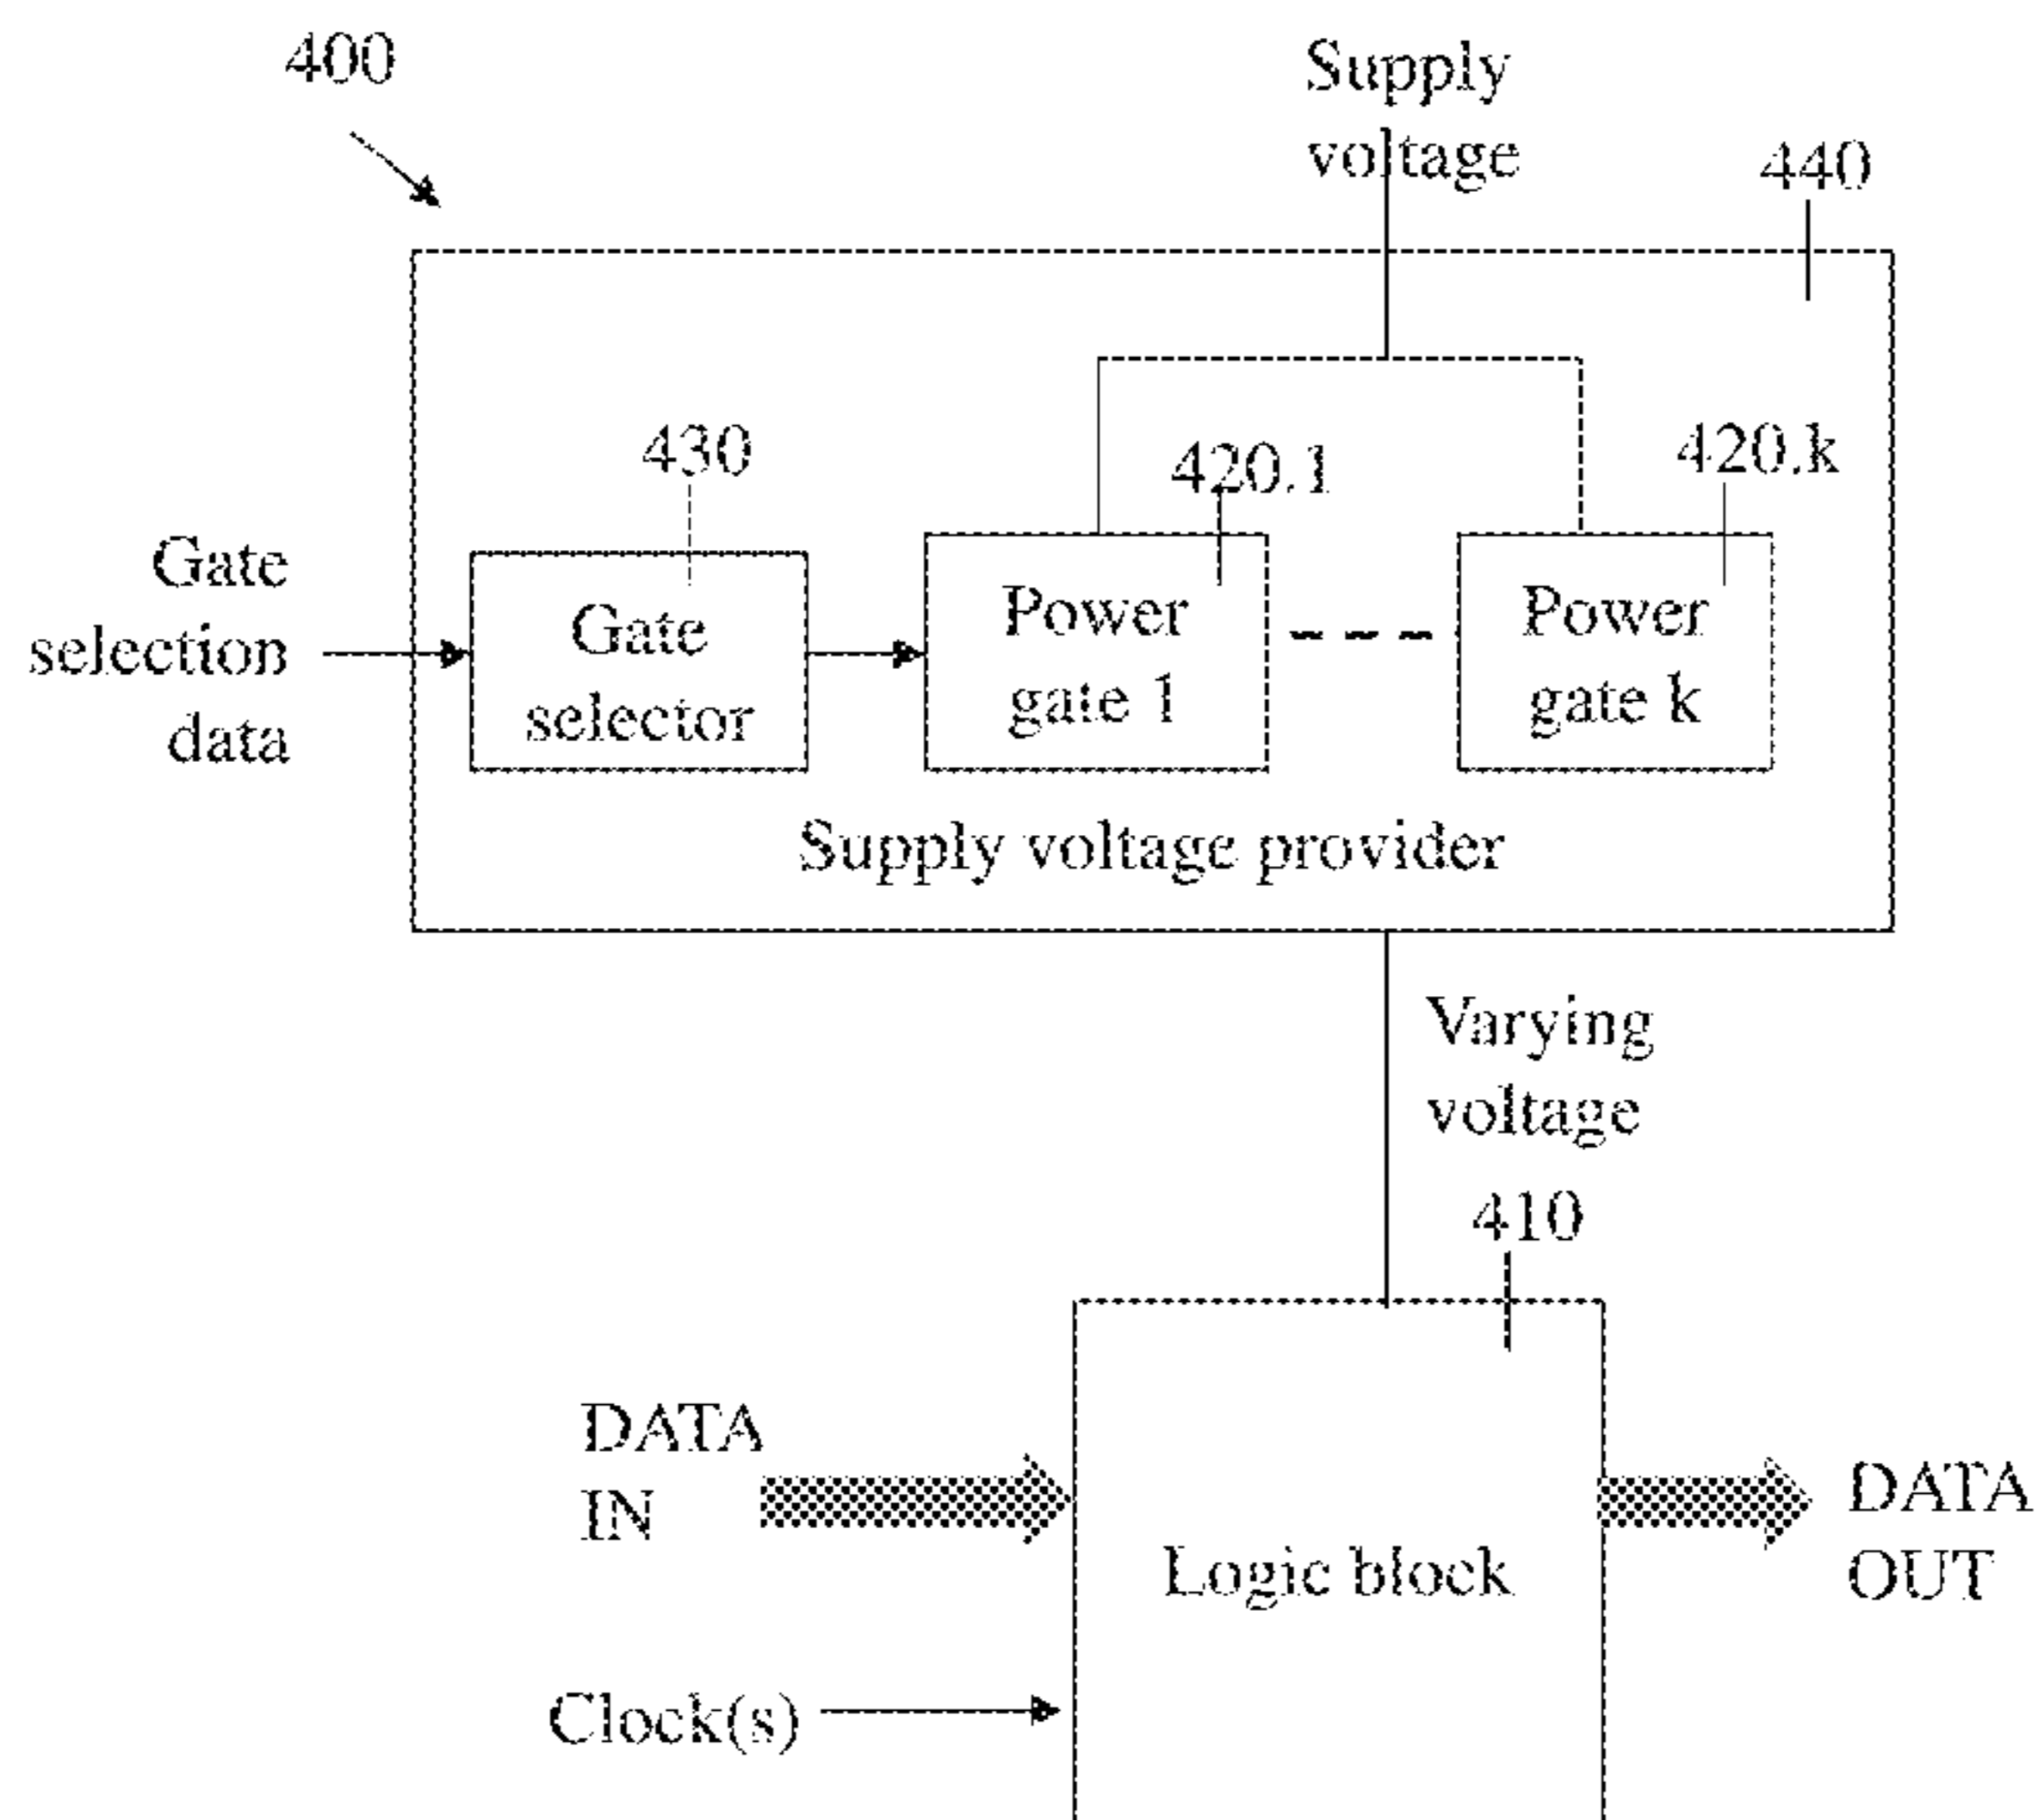 400
Supply
voltage
440
430
420.1
420.k
Gate
selection
data
Gate
selector
Power
gate 1
Power
gate k
Supply voltage provider
Varying
voltage
410
DATA
IN
Logic block
DATA
OUT
Clock(s)